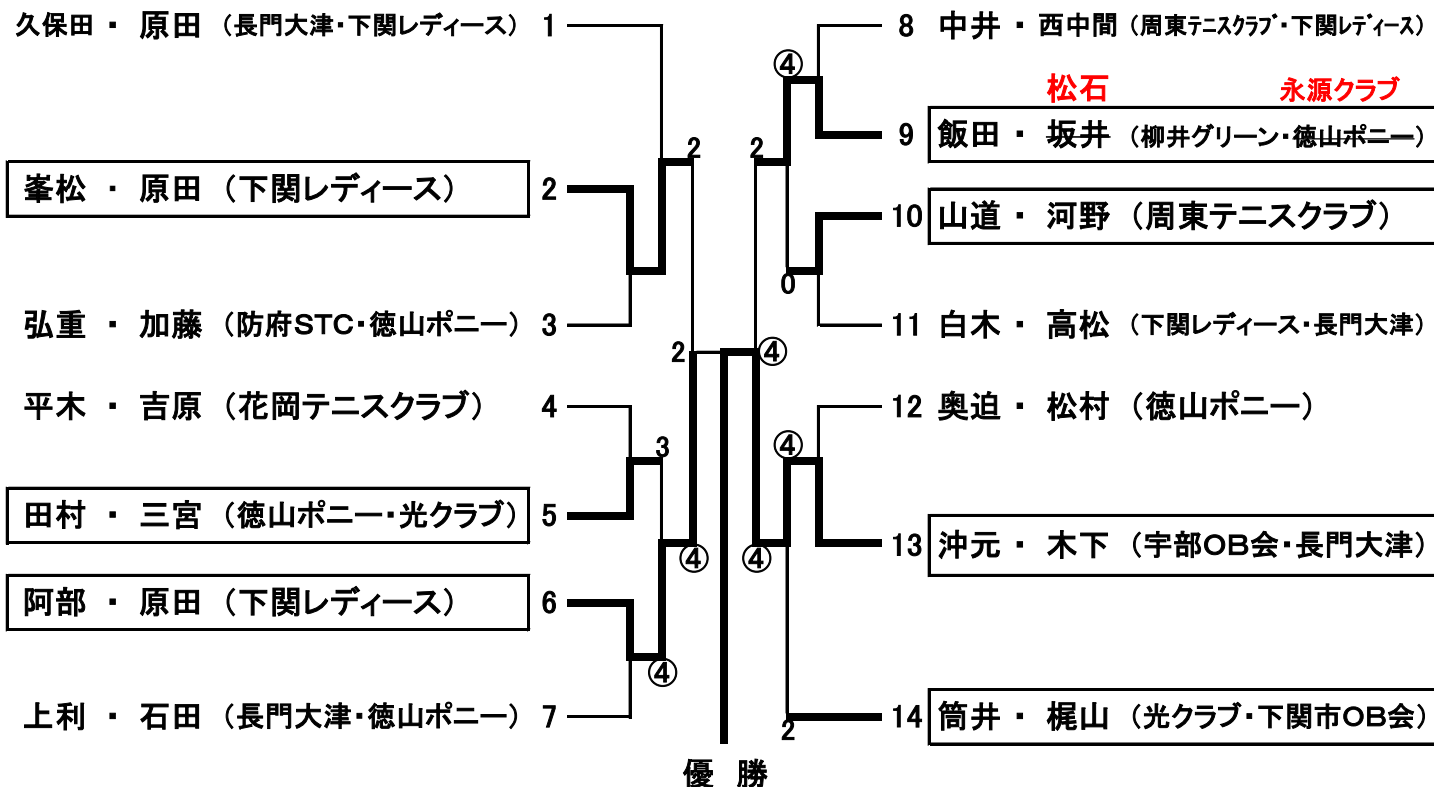 久保田 ・ 原田 （長門大津・下関レディース） 1
2
峯松 ・ 原田 （下関レディース） 2
弘重 ・ 加藤 （防府STC・徳山ポニー） 3
2
平木 ・ 吉原 （花岡テニスクラブ） 4
3
田村 ・ 三宮 （徳山ポニー・光クラブ） 5
④
阿部 ・ 原田 （下関レディース） 6
④
上利 ・ 石田 （長門大津・徳山ポニー） 7
8 中井 ・ 西中間 （周東テニスクラブ・下関レディース）
④
松石 永源クラブ
9 飯田 ・ 坂井 （柳井グリーン・徳山ポニー）
2
10 山道 ・ 河野 （周東テニスクラブ）
0
11 白木 ・ 高松 （下関レディース・長門大津）
④
12 奥迫 ・ 松村 （徳山ポニー）
④
13 沖元 ・ 木下 （宇部OB会・長門大津）
④
14 筒井 ・ 梶山 （光クラブ・下関市OB会）
2
優 勝